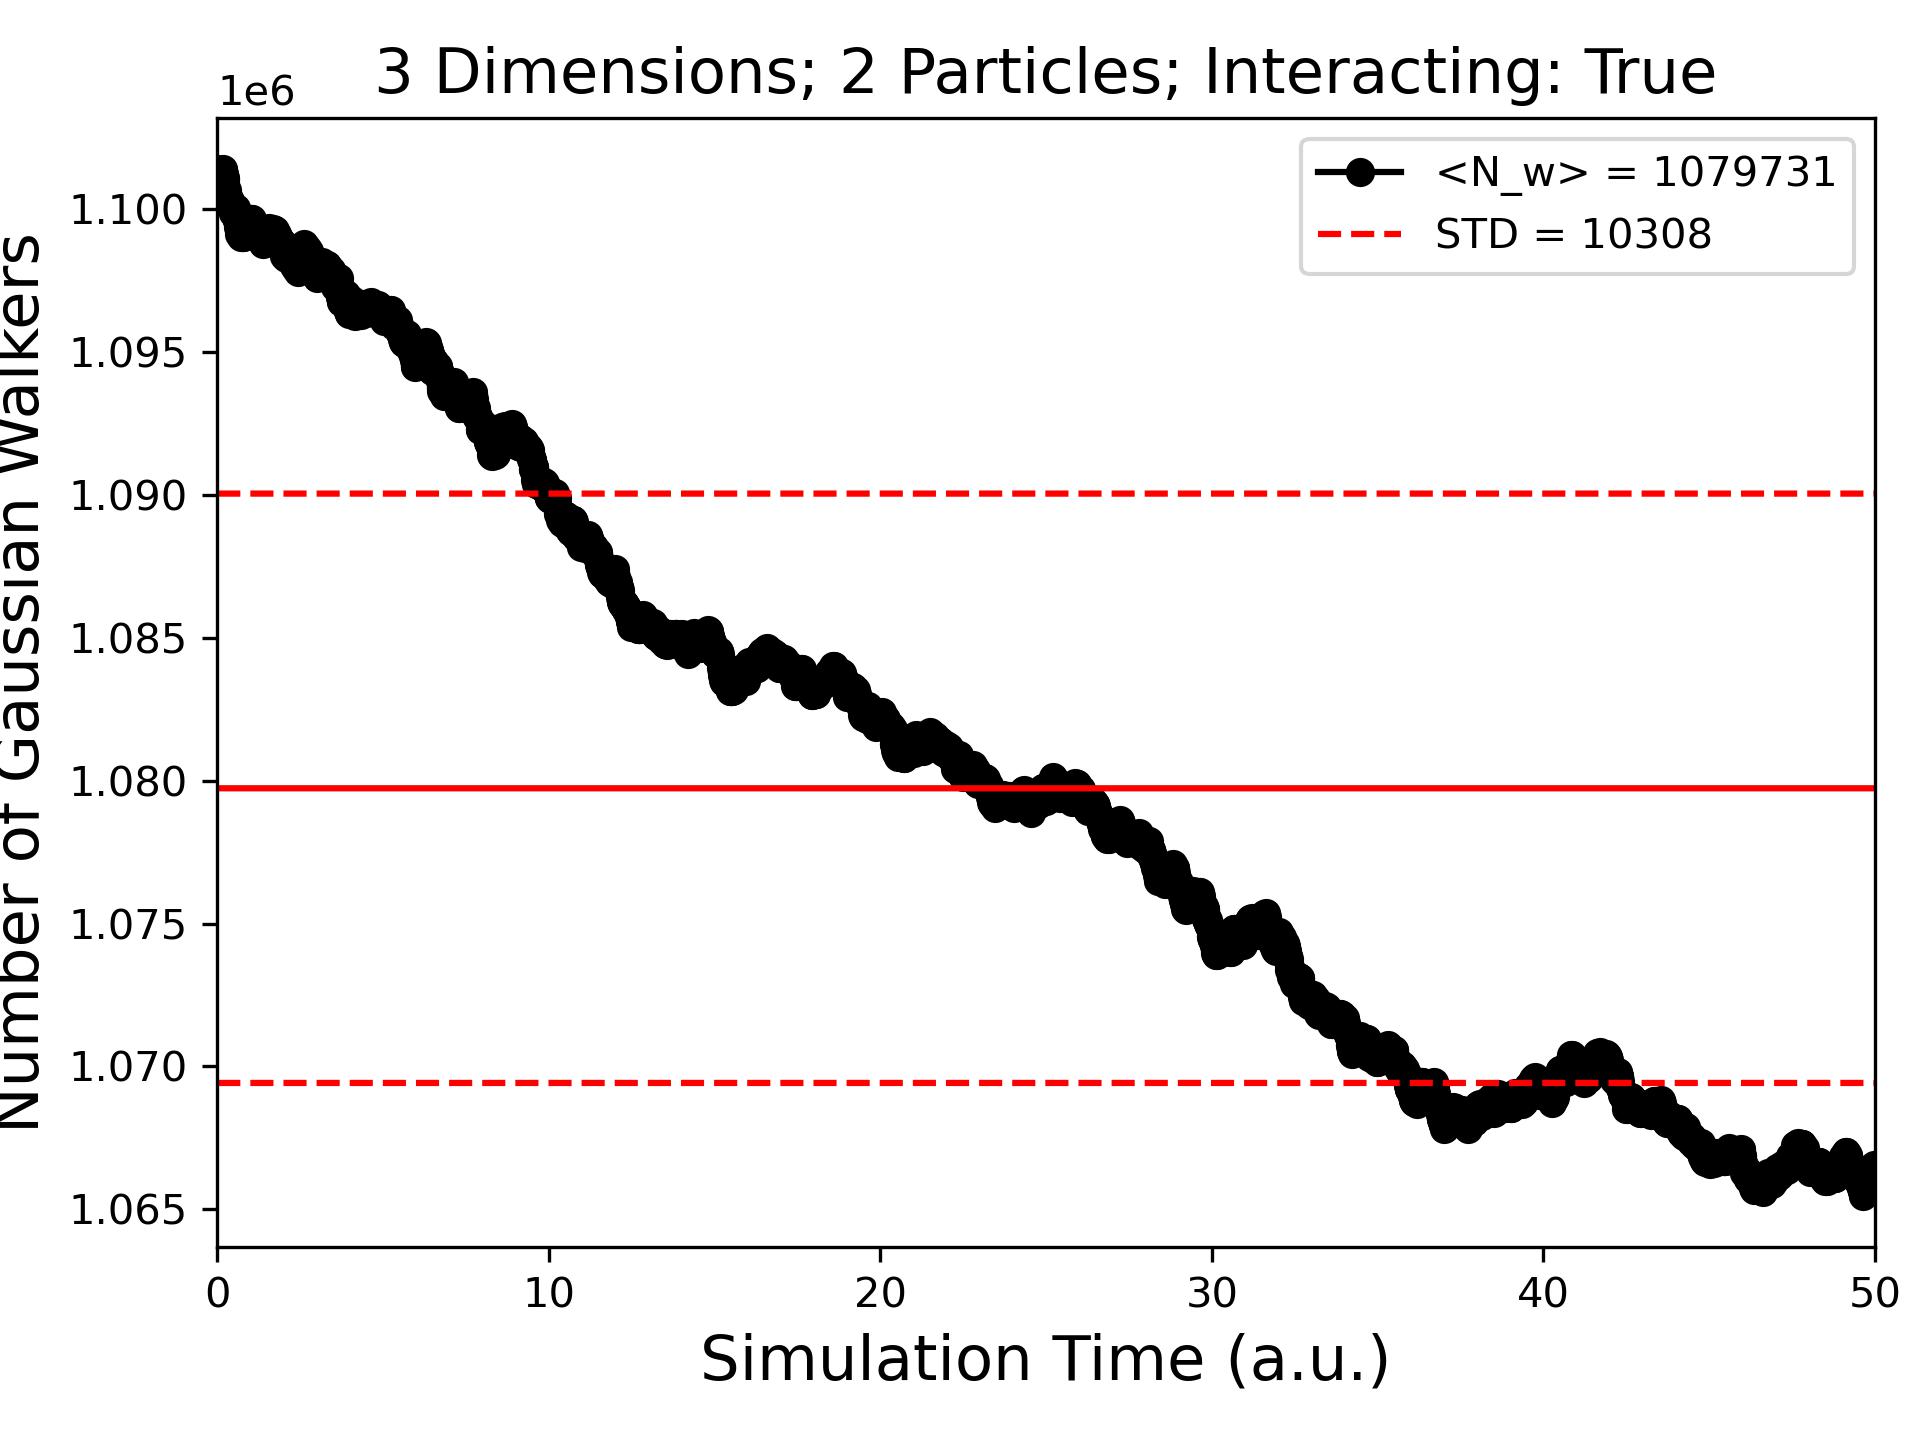 3 Dimensions; 2 Particles; Interacting: True
1e6
<N_w> = 1079731
STD = 10308
Number of Gaussian Walkers
1.100
1.095
1.090
1.085
1.080
1.075
1.070
1.065
0 10 20 30 40 50
Simulation Time (a.u.)